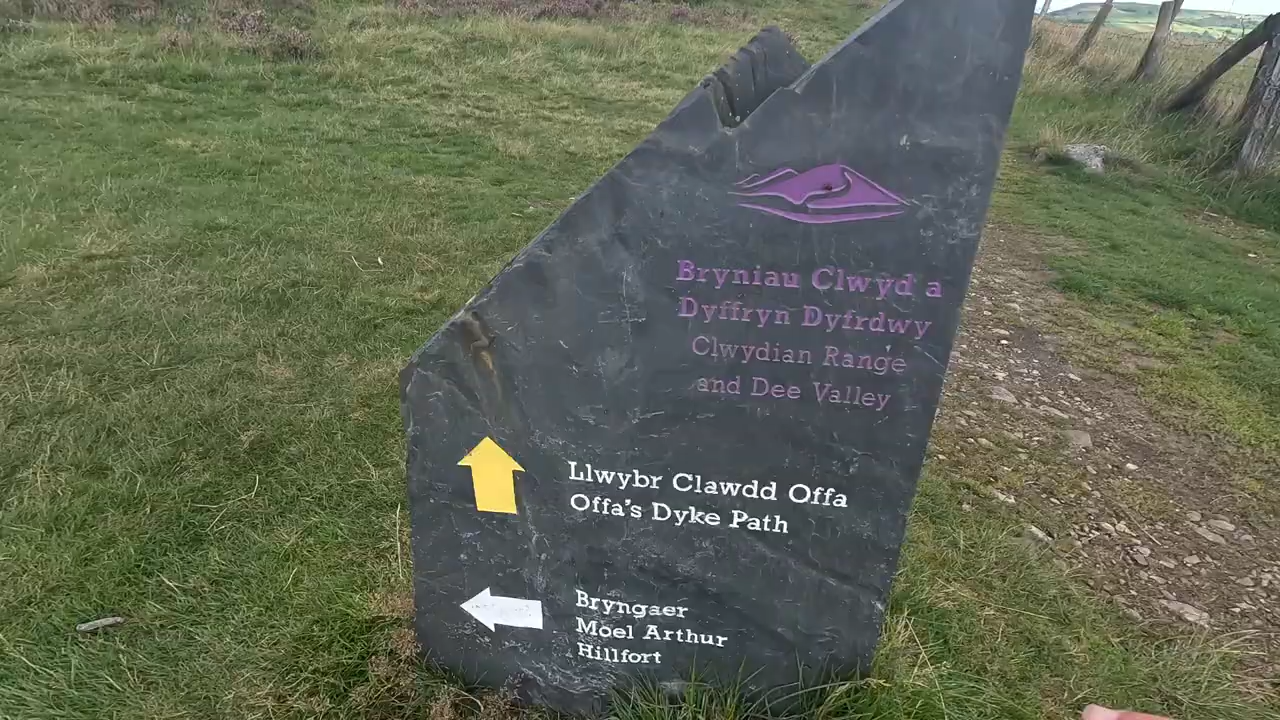 Bryniau Clwyd a
Dyffryn Dyfrdwy
Clwydian Range
and Dee Valley
Llwybr Clawdd Offa
Offa's Dyke Path
Bryngaer
Moel Arthur
Hillfort